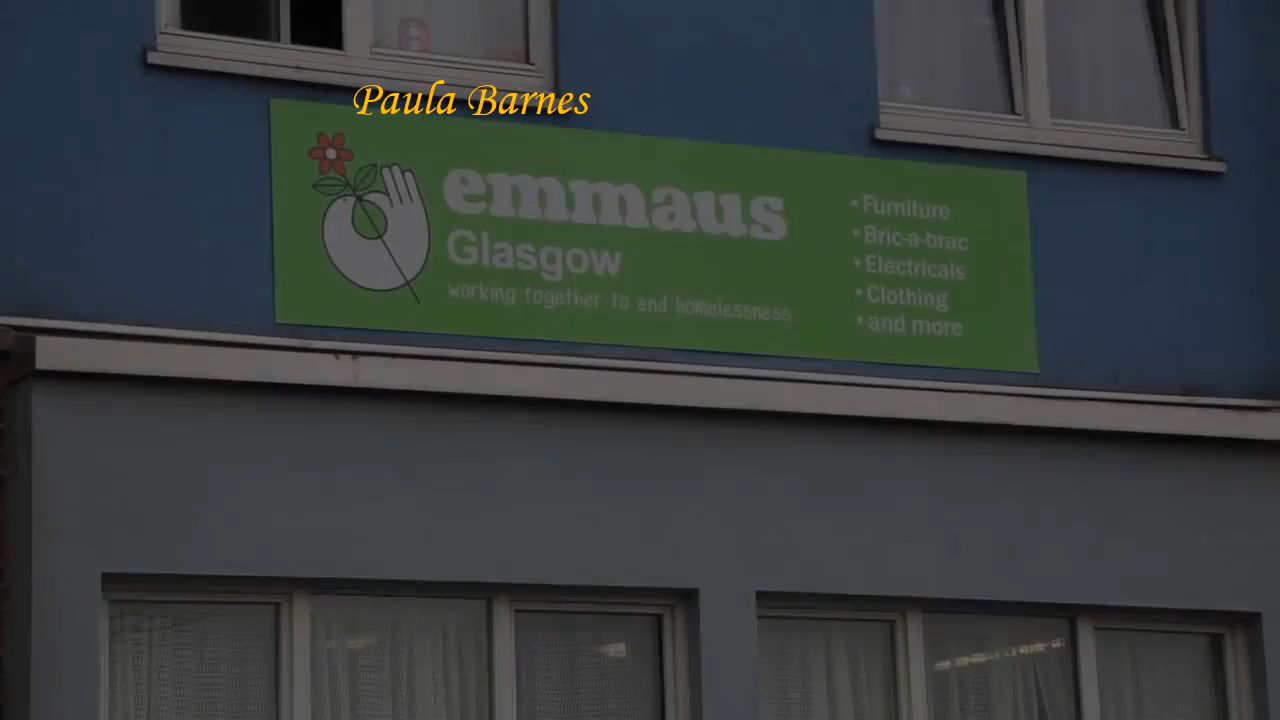 Paula Barnes
emmaus
Glasgow
working together to end homelessness
• Furniture
• Bric-a-brac
• Electricals
• Clothing
• and more